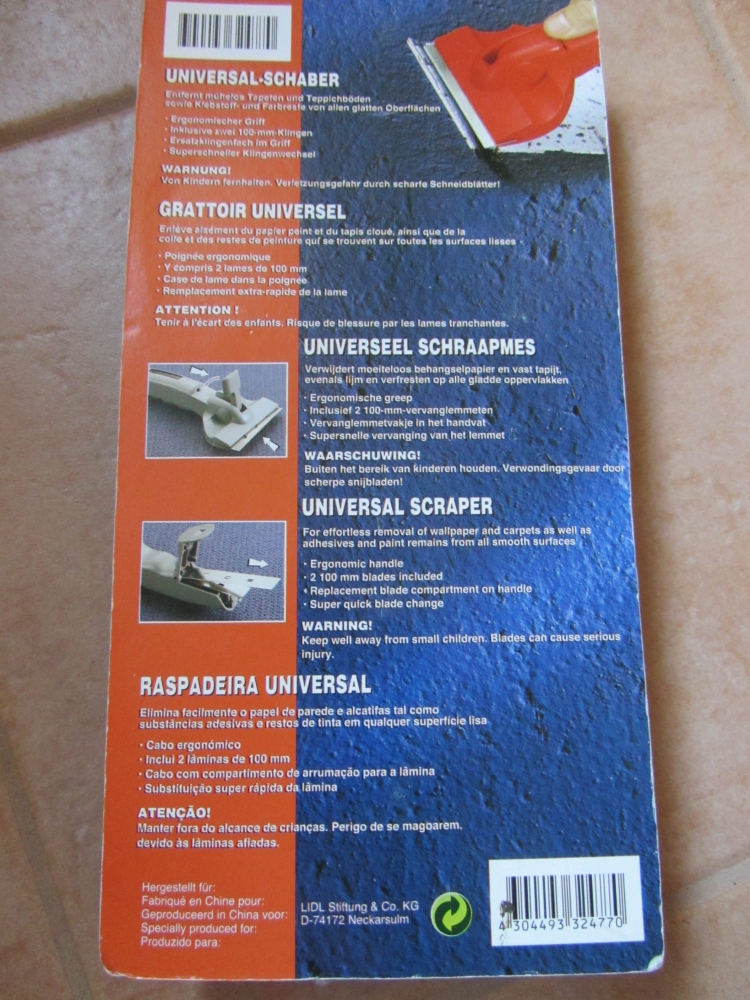 UNIVERSAL-SCHABER
Entfernt mühelos Tapeten und Teppichböden
sowie Klebstoff- und Farbreste von allen glatten Oberflächen
· Ergonomischer Griff
· Inklusive zwei 100-mm-Klingen
· Ersatzklingenfach im Griff
· Superschneller Klingenwechsel
WARNUNG!
Von Kindern fernhalten. Verletzungsgefahr durch scharfe Schneidblätter!
GRATTOIR UNIVERSEL
Enlève aisément du papier peint et du tapis cloué, ainsi que de la
colle et des restes de peinture qui se trouvent sur toutes les surfaces lisses
· Poignée ergonomique
· Y compris 2 lames de 100 mm
· Case de lame dans la poignée
· Remplacement extra-rapide de la lame
ATTENTION !
Tenir à l'écart des enfants. Risque de blessure par les lames tranchantes.
UNIVERSEEL SCHRAAPMES
Verwijdert moeiteloos behangselpapier en vast tapijt,
evenals lijm en verfresten op alle gladde oppervlakken
· Ergonomische greep
· Inclusief 2 100-mm-vervanglemmeten
· Vervanglemmetvakje in het handvat
· Supersnelle vervanging van het lemmet
WAARSCHUWING!
Buiten het bereik van kinderen houden. Verwondingsgevaar door
scherpe snijbladen!
UNIVERSAL SCRAPER
For effortless removal of wallpaper and carpets as well as
adhesives and paint remains from all smooth surfaces
· Ergonomic handle
· 2 100 mm blades included
· Replacement blade compartment on handle
· Super quick blade change
WARNING!
Keep well away from small children. Blades can cause serious
injury.
RASPADEIRA UNIVERSAL
Elimina facilmente o papel de parede e alcatifas tal como
substâncias adesivas e restos de tinta em qualquer superfície lisa
· Cabo ergonómico
· Inclui 2 lâminas de 100 mm
· Cabo com compartimento de arrumação para a lâmina
· Substituição super rápida da lâmina
ATENÇÃO!
Manter fora do alcance de crianças. Perigo de se magoarem.
devido às lâminas afiadas.
Hergestellt für:
Fabriqué en Chine pour:
Geproduceerd in China voor:
Specially produced for:
Produzido para:
LIDL Stiftung & Co. KG
D-74172 Neckarsulm
4 304493 324770